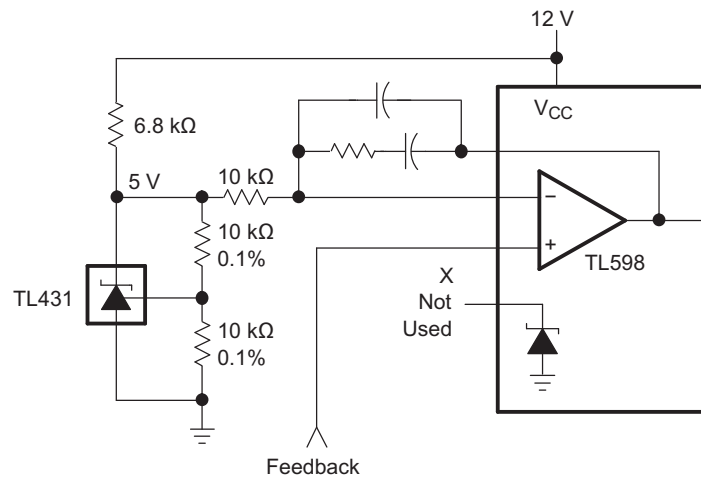 12 V
V_CC
6.8 kΩ
5 V
10 kΩ
10 kΩ
0.1%
−
+
TL598
TL431
X
Not
Used
10 kΩ
0.1%
Feedback